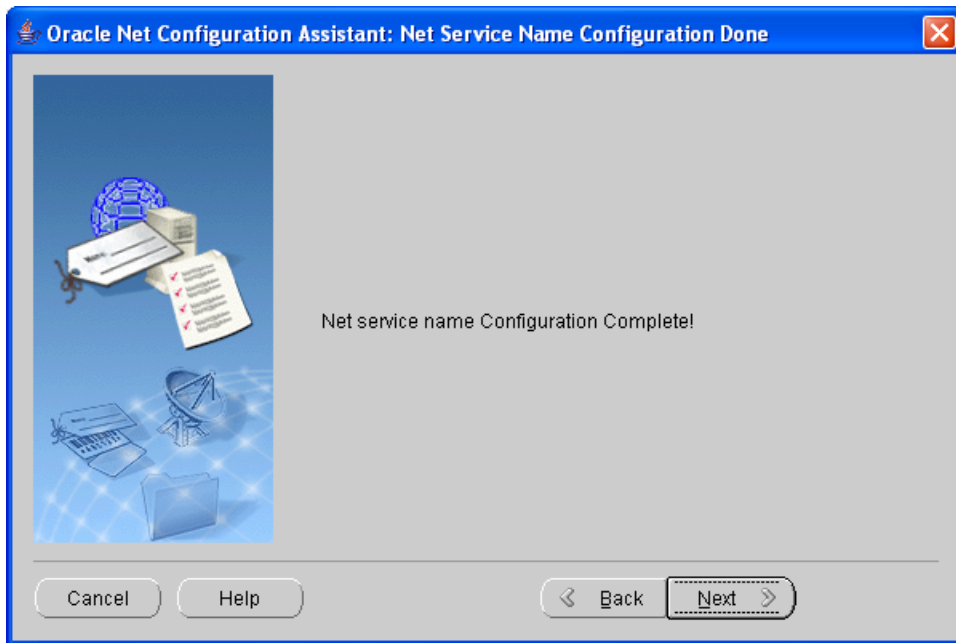 Oracle Net Configuration Assistant: Net Service Name Configuration Done
Net service name Configuration Complete!
Cancel
Help
Back
Next